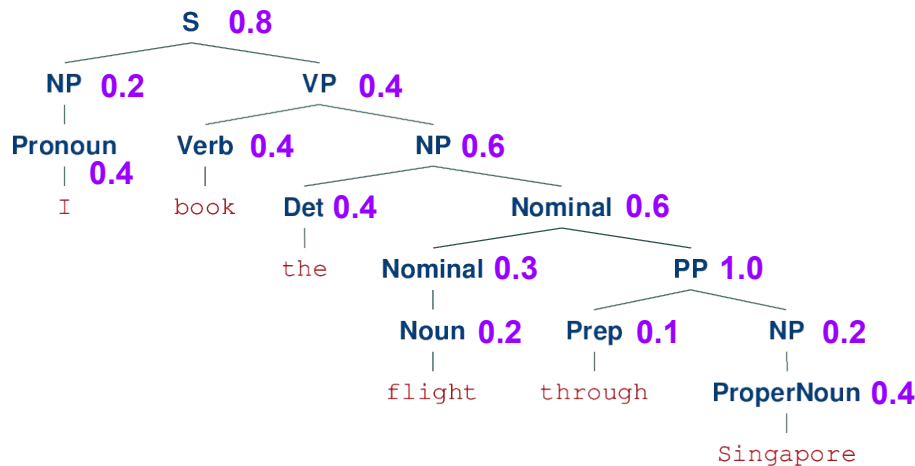 S 0.8
NP 0.2 VP 0.4
Pronoun 0.4 Verb 0.4 NP 0.6
I book Det 0.4 Nominal 0.6
the Nominal 0.3 PP 1.0
Noun 0.2 Prep 0.1 NP 0.2
flight through ProperNoun 0.4
Singapore